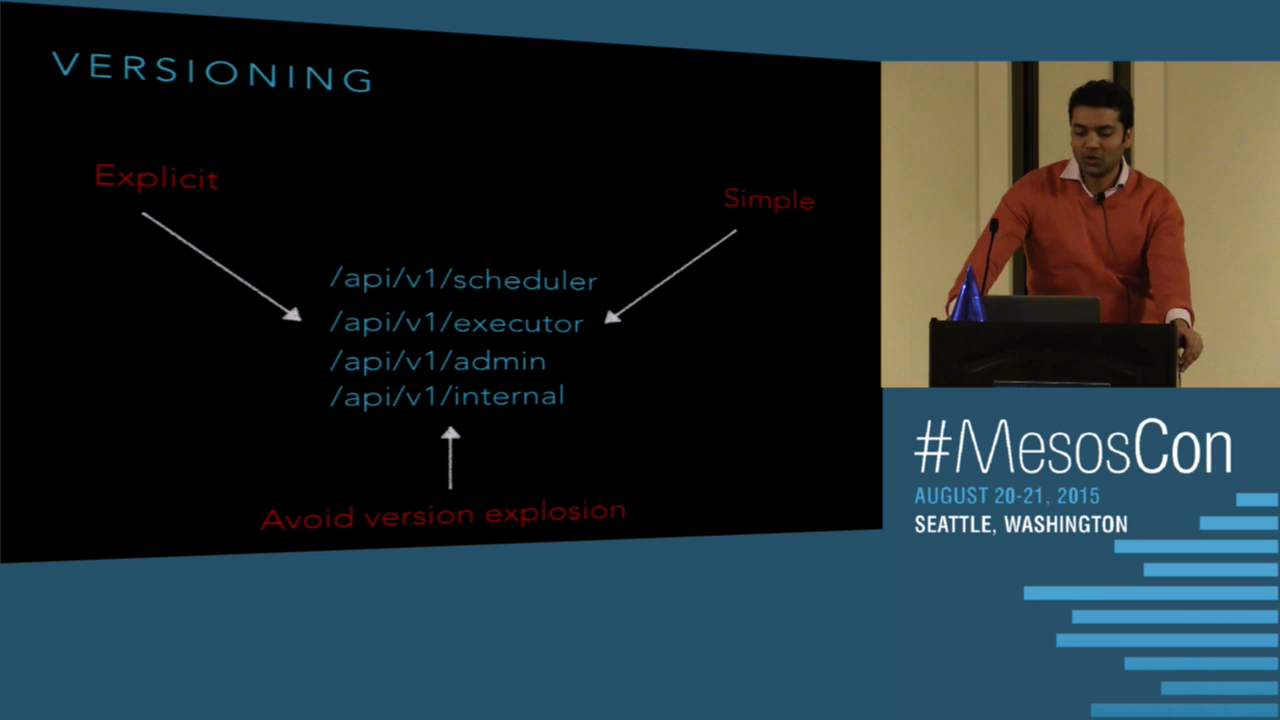 VERSIONING
Explicit
Simple
/api/v1/scheduler
/api/v1/executor
/api/v1/admin
/api/v1/internal
Avoid version explosion
#MesosCon
AUGUST 20-21, 2015
SEATTLE, WASHINGTON